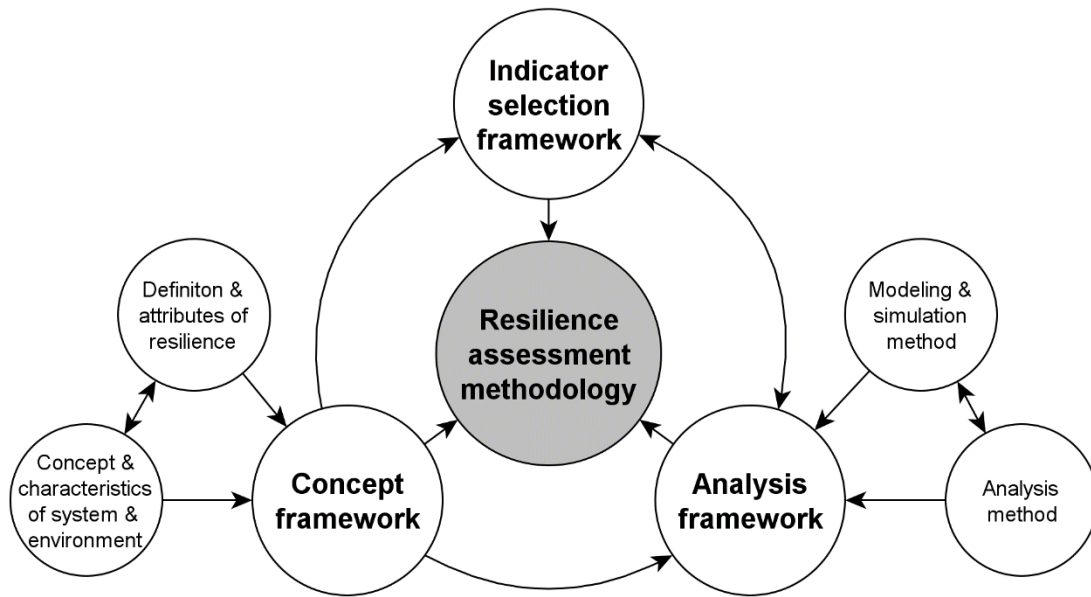 Indicator
selection
framework
Resilience
assessment
methodology
Definiton &
attributes of
resilience
Concept &
characteristics
of system &
environment
Concept
framework
Modeling &
simulation
method
Analysis
method
Analysis
framework